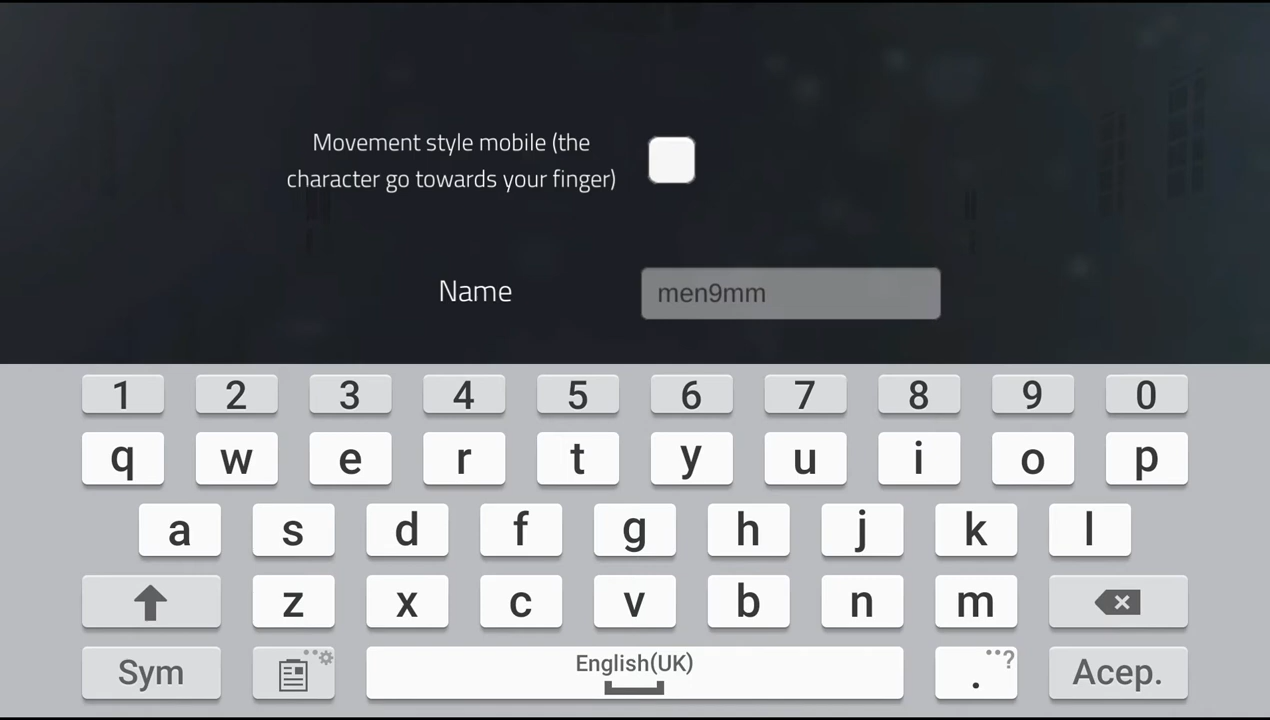 Movement style mobile (the
character go towards your finger)
Name
men9mm
1 2 3 4 5 6 7 8 9 0
q w e r t y u i o p
a s d f g h j k l
z x c v b n m
Sym English(UK) . ? Acep.